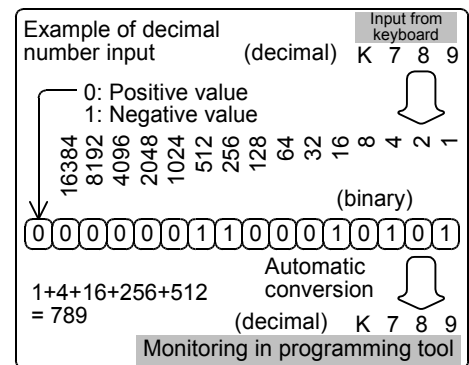 Example of decimal
number input
Input from
keyboard
(decimal) K 7 8 9
0: Positive value
1: Negative value
16384 8192 4096 2048 1024 512 256 128 64 32 16 8 4 2 1
(binary)
0 0 0 0 0 0 1 1 0 0 0 1 0 1 0 1
Automatic
conversion
1+4+16+256+512
= 789
(decimal) K 7 8 9
Monitoring in programming tool